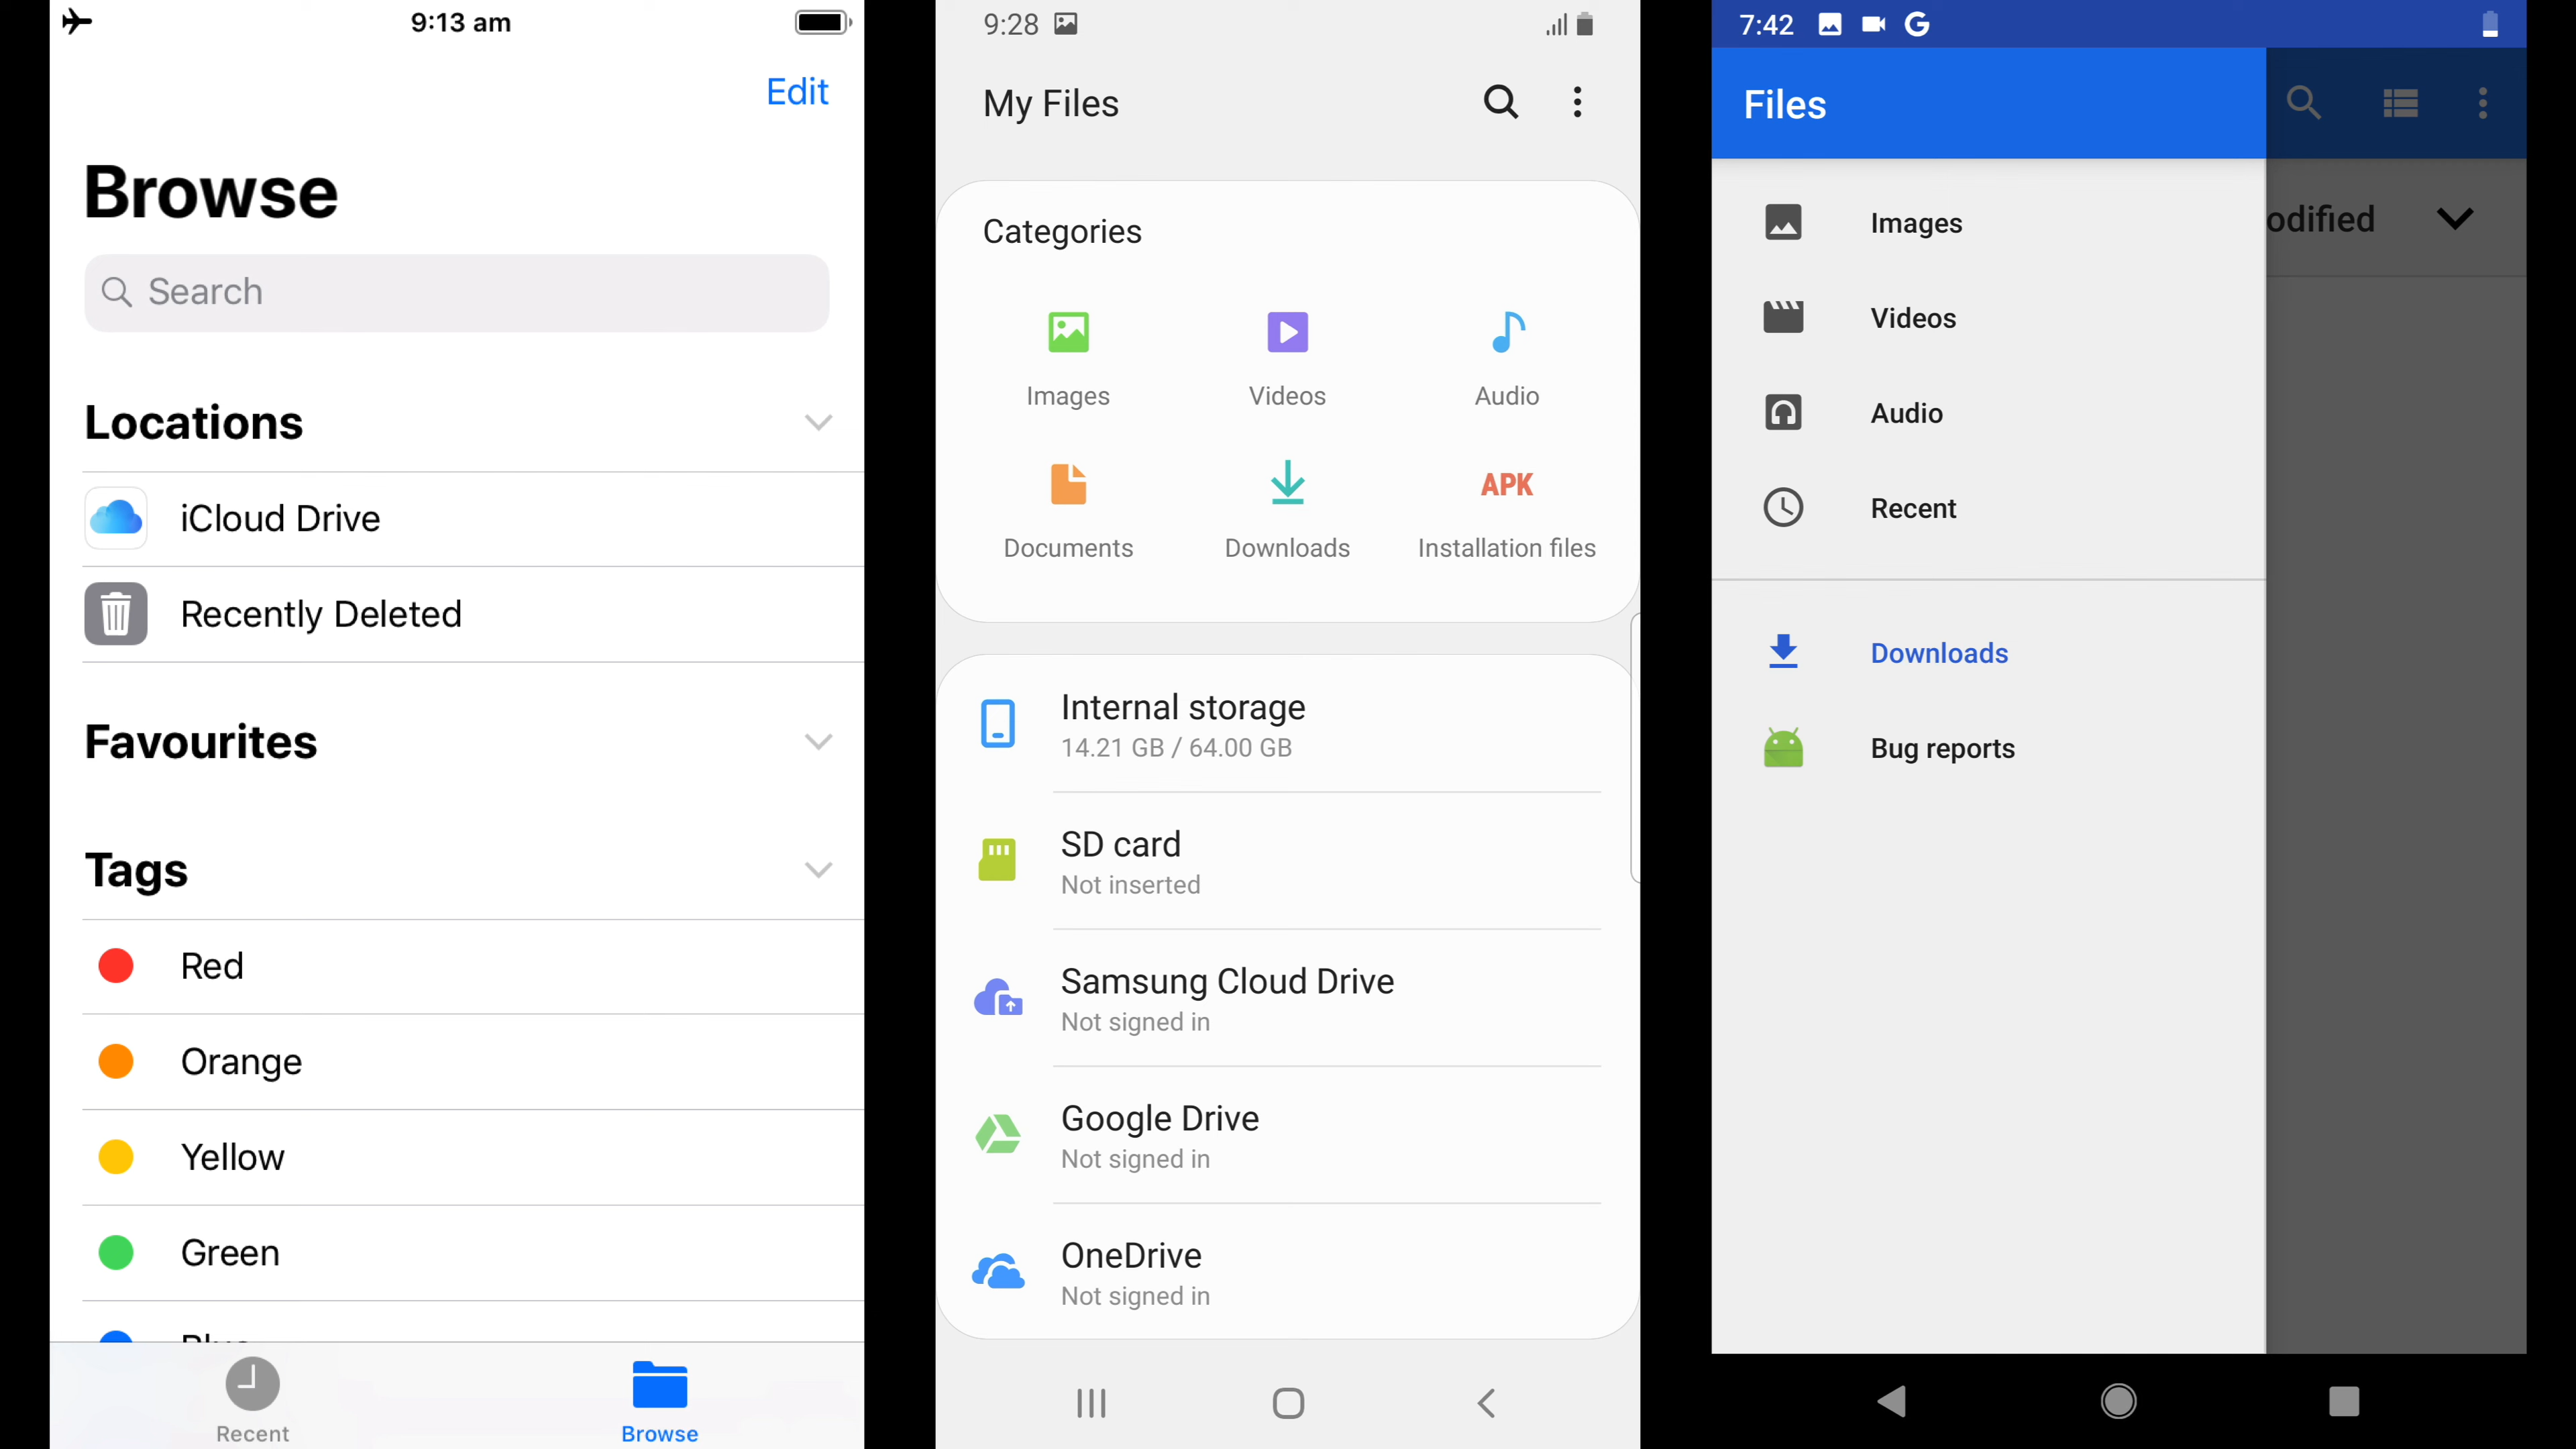 9:13 am
Edit
Browse
Search
Locations
iCloud Drive
Recently Deleted
Favourites
Tags
Red
Orange
Yellow
Green
Blue
Recent
Browse
9:28
My Files
Categories
Images
Videos
Audio
Documents
Downloads
APK
Installation files
Internal storage
14.21 GB / 64.00 GB
SD card
Not inserted
Samsung Cloud Drive
Not signed in
Google Drive
Not signed in
OneDrive
Not signed in
7:42
G
Files
odified
Images
Videos
Audio
Recent
Downloads
Bug reports